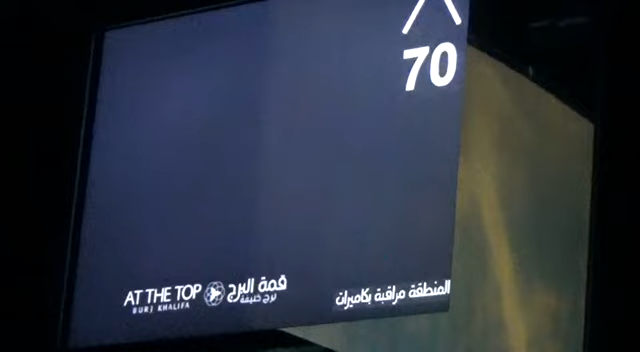 70
AT THE TOP
BURJ KHALIFA
قمة البرج
برج خليفة
المنطقة مراقبة بكاميرات